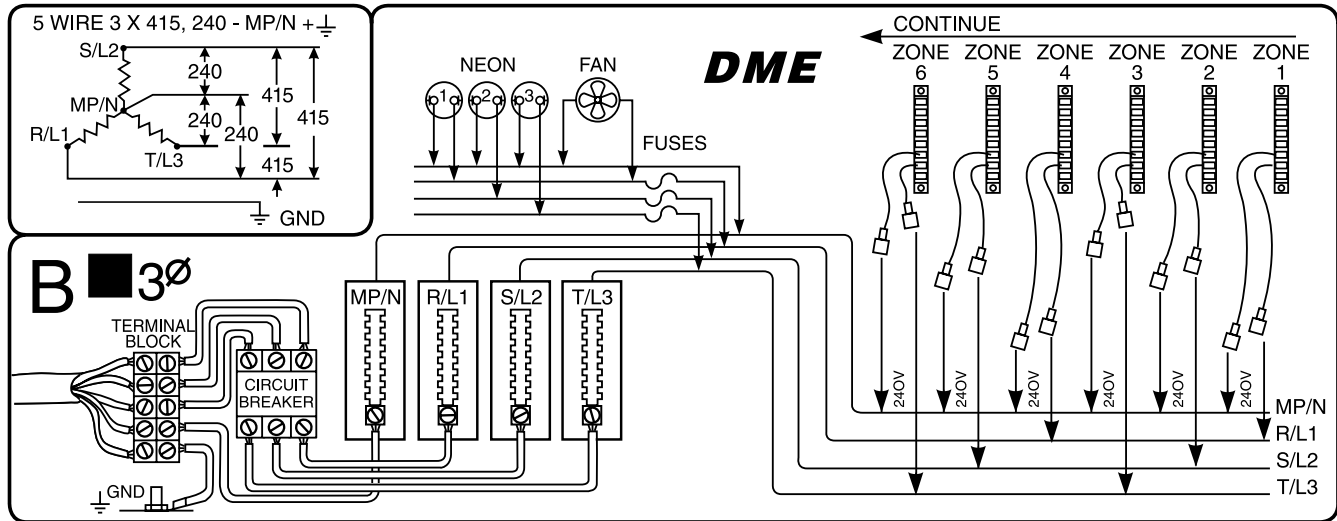 5 WIRE 3 X 415, 240 - MP/N +
S/L2
240
MP/N
415
415
R/L1
240
240
T/L3
415
GND
NEON
FAN
1
2
3
FUSES
DME
CONTINUE
ZONE ZONE ZONE ZONE ZONE ZONE
6 5 4 3 2 1
B 3Ø
TERMINAL
BLOCK
CIRCUIT
BREAKER
GND
MP/N R/L1 S/L2 T/L3
240V 240V 240V 240V 240V 240V
MP/N
R/L1
S/L2
T/L3